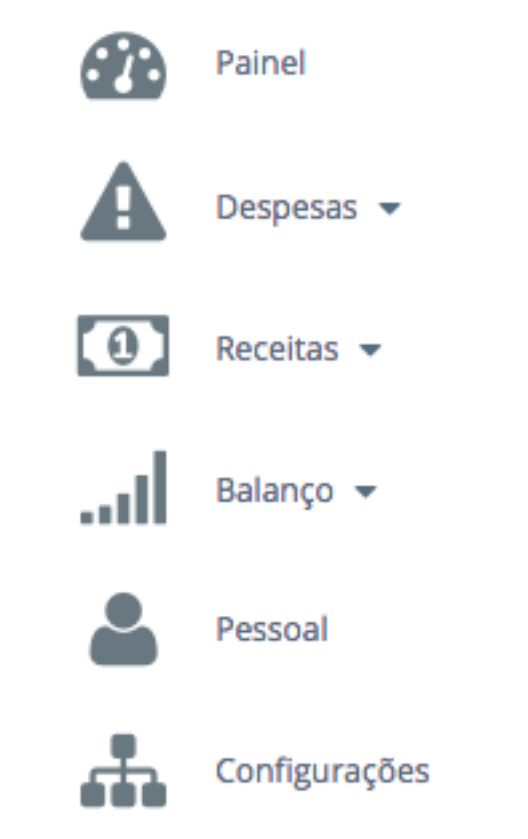 Painel
Despesas
Receitas
Balanço
Pessoal
Configurações